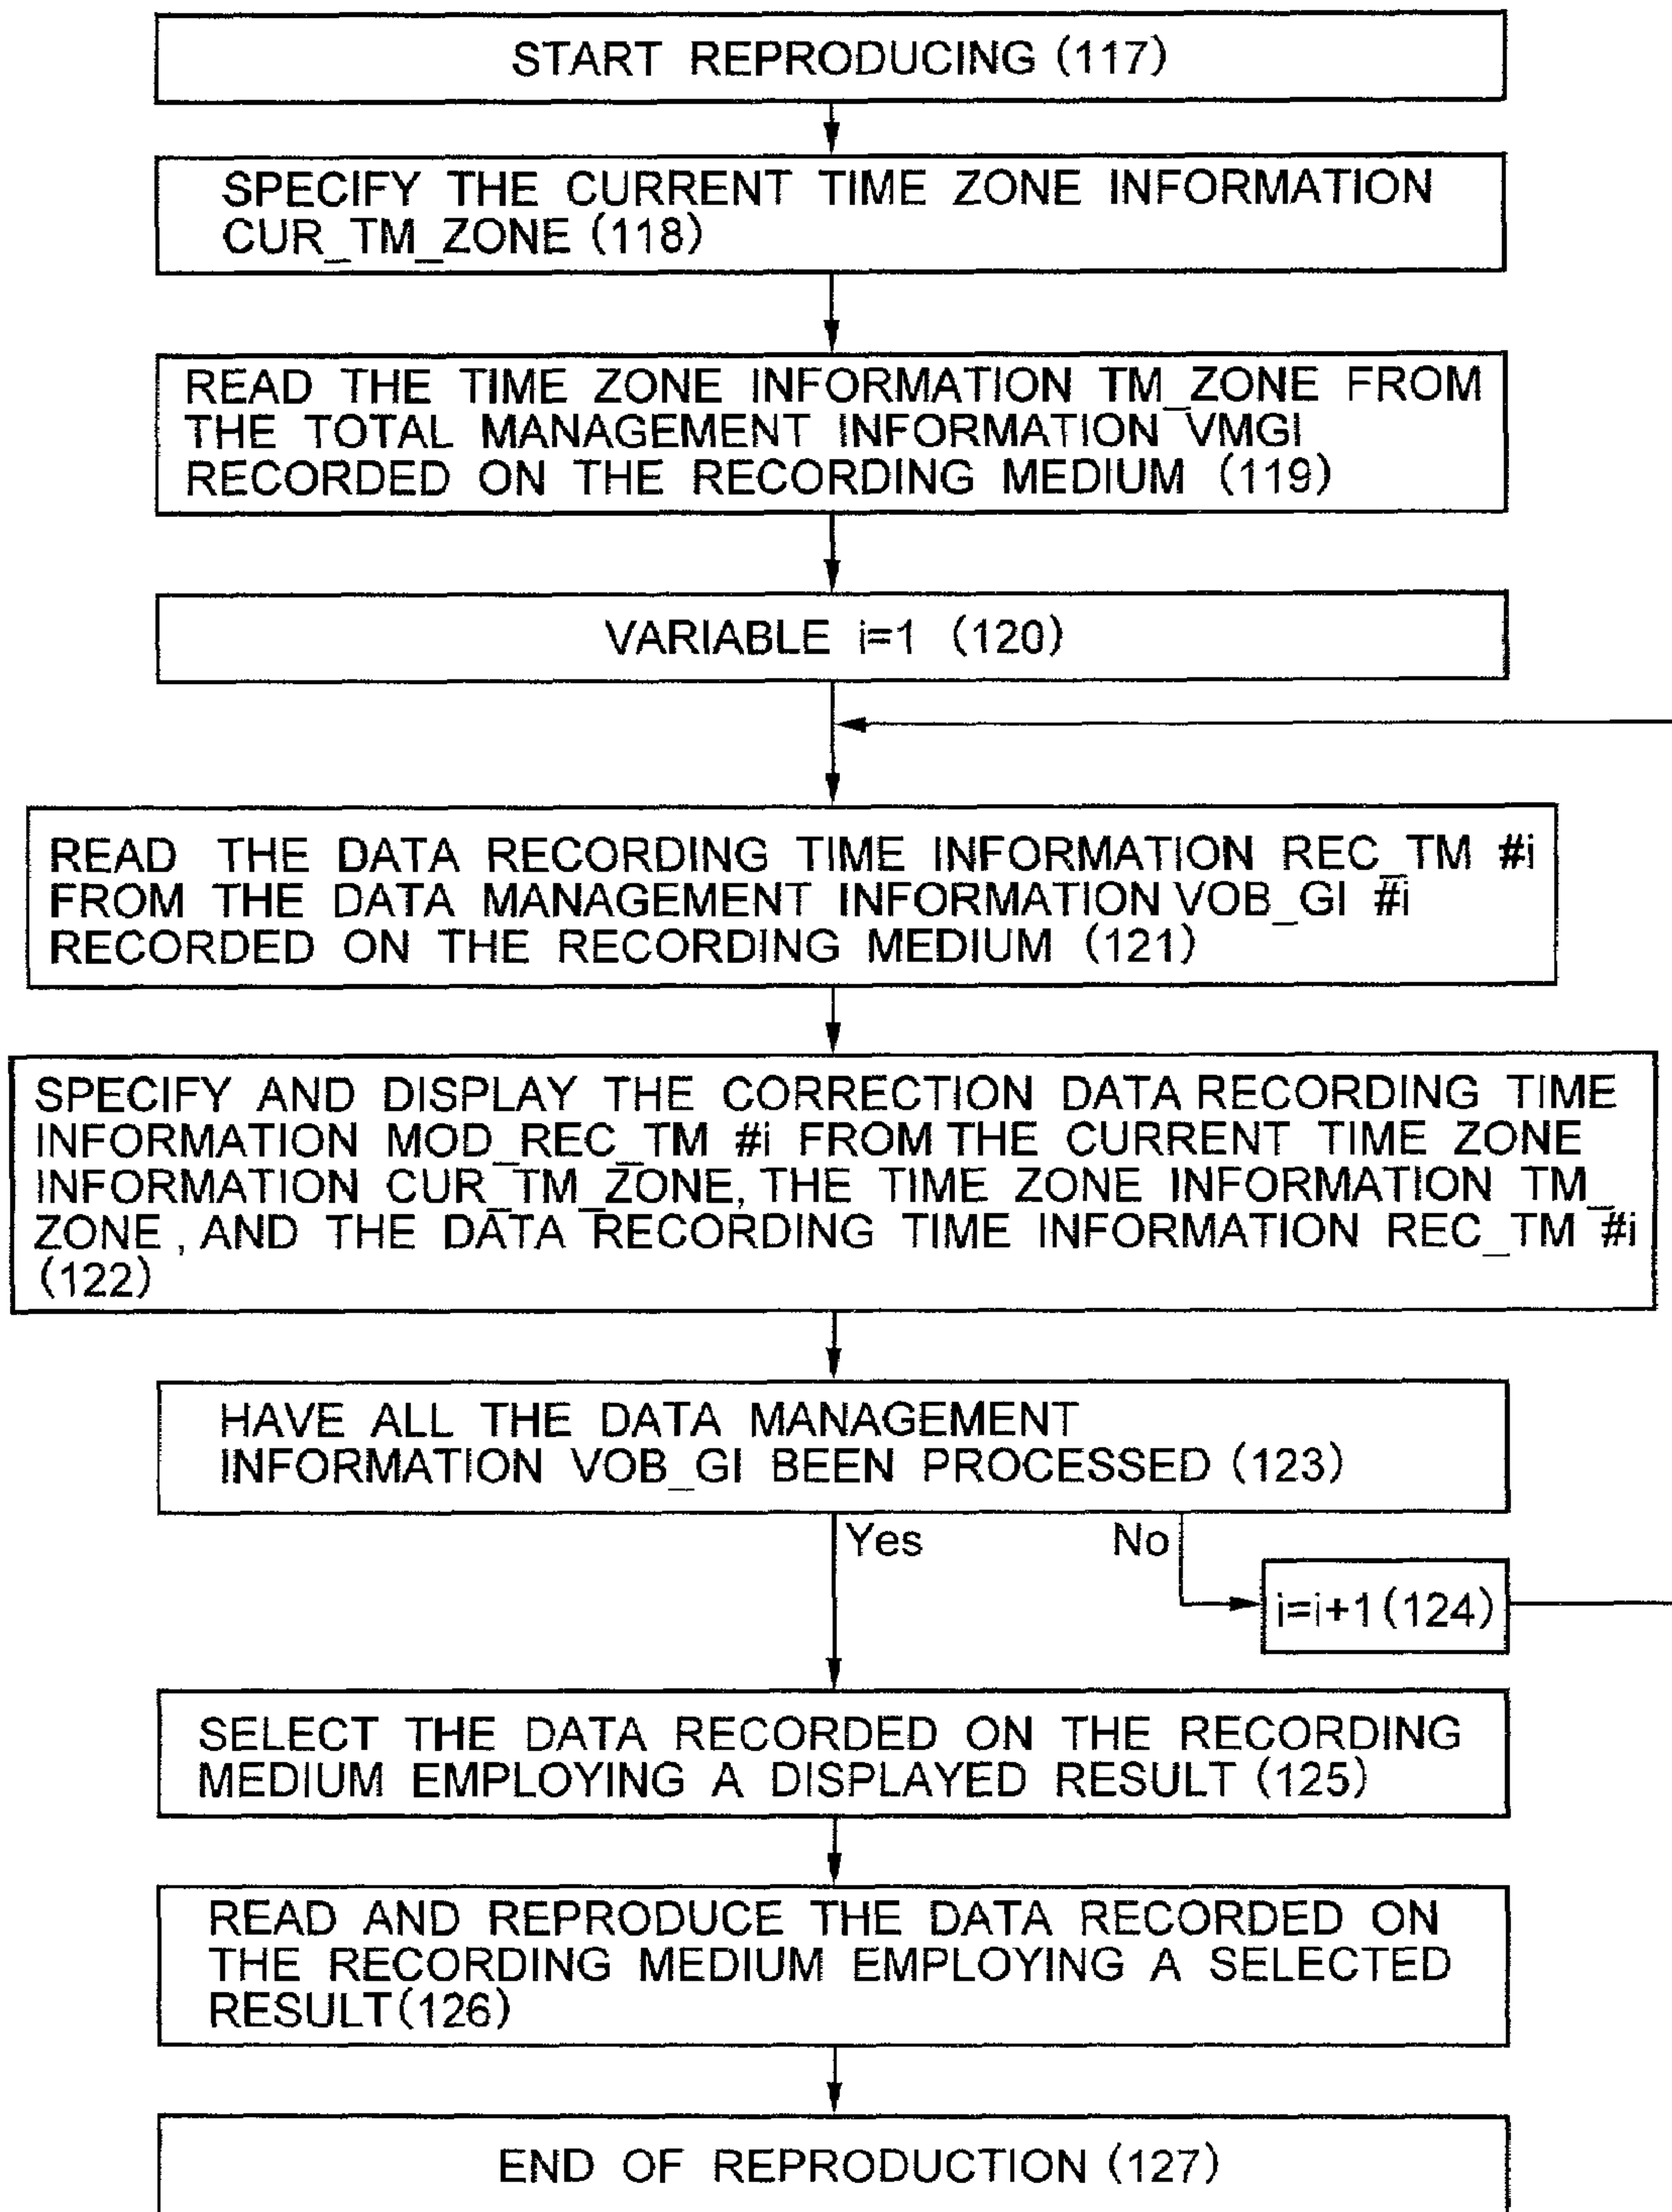 START REPRODUCING (117)
SPECIFY THE CURRENT TIME ZONE INFORMATION
CUR_TM_ZONE (118)
READ THE TIME ZONE INFORMATION TM_ZONE FROM
THE TOTAL MANAGEMENT INFORMATION VMGI
RECORDED ON THE RECORDING MEDIUM (119)
VARIABLE i=1 (120)
READ THE DATA RECORDING TIME INFORMATION REC_TM #i
FROM THE DATA MANAGEMENT INFORMATION VOB_GI #i
RECORDED ON THE RECORDING MEDIUM (121)
SPECIFY AND DISPLAY THE CORRECTION DATA RECORDING TIME
INFORMATION MOD_REC_TM #i FROM THE CURRENT TIME ZONE
INFORMATION CUR_TM_ZONE, THE TIME ZONE INFORMATION TM_
ZONE, AND THE DATA RECORDING TIME INFORMATION REC_TM #i
(122)
HAVE ALL THE DATA MANAGEMENT
INFORMATION VOB_GI BEEN PROCESSED (123)
Yes No
i=i+1 (124)
SELECT THE DATA RECORDED ON THE RECORDING
MEDIUM EMPLOYING A DISPLAYED RESULT (125)
READ AND REPRODUCE THE DATA RECORDED ON
THE RECORDING MEDIUM EMPLOYING A SELECTED
RESULT (126)
END OF REPRODUCTION (127)